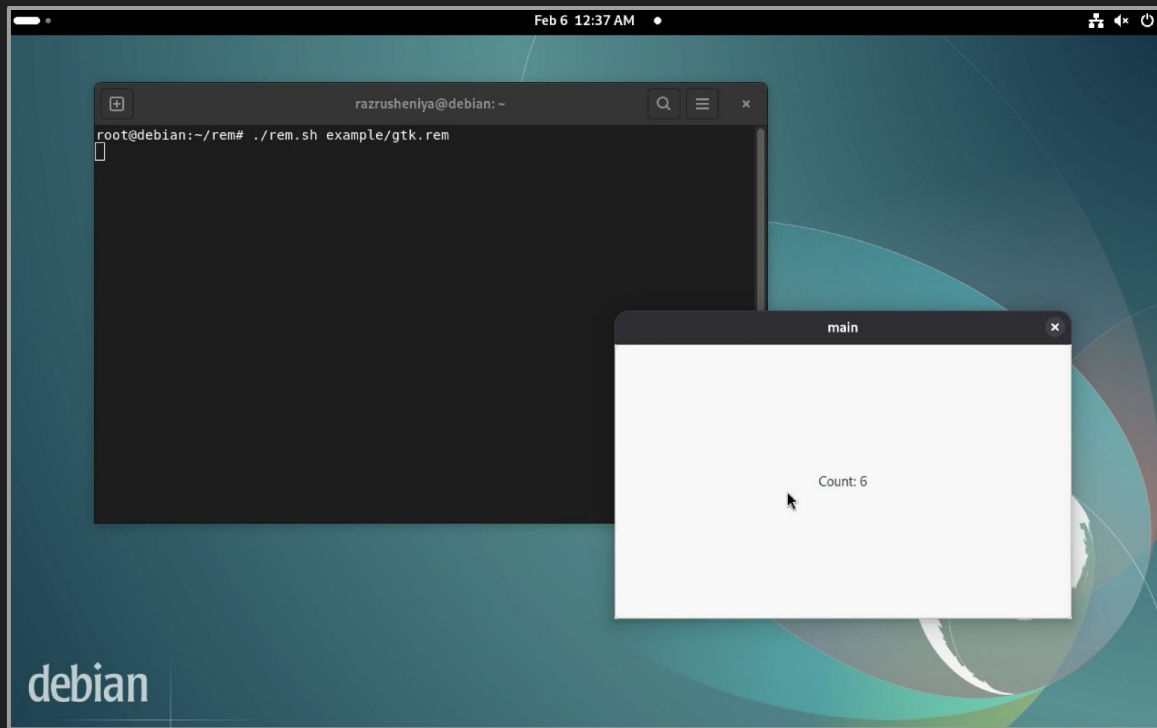 Feb 6 12:37 AM
razrusheniya@debian: ~
root@debian:~/rem# ./rem.sh example/gtk.rem
main
Count: 6
debian